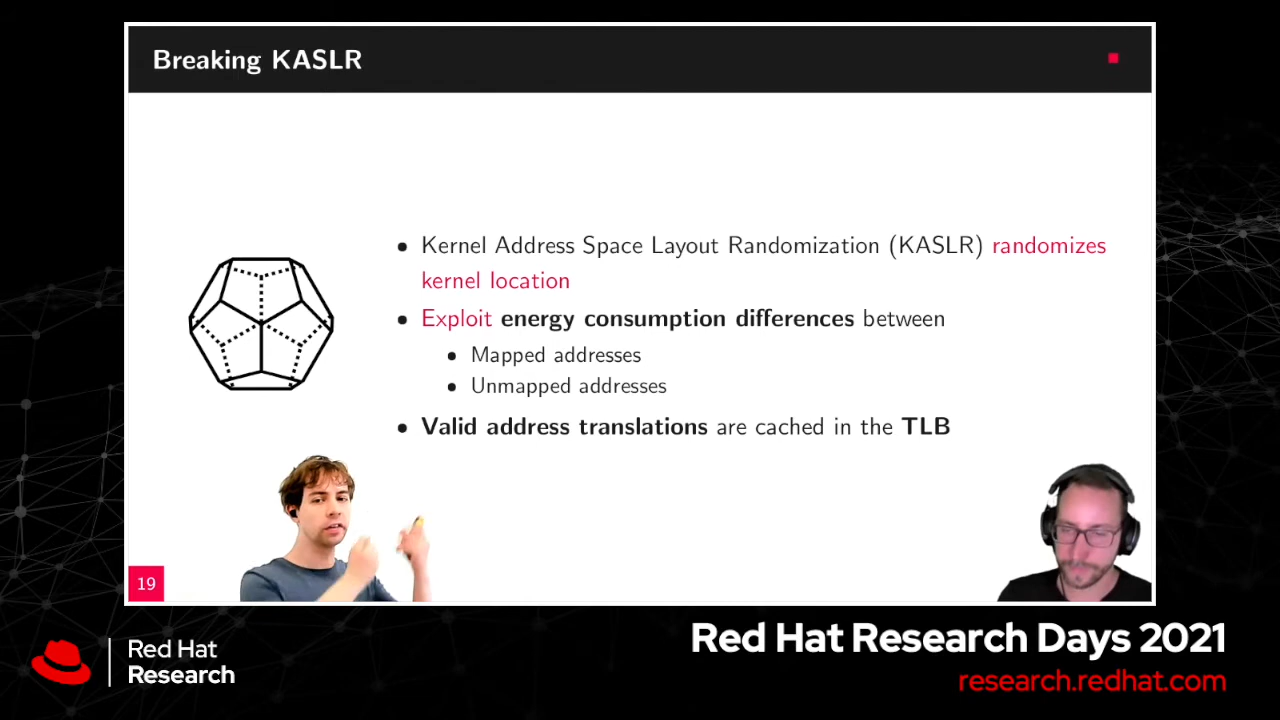 Breaking KASLR
• Kernel Address Space Layout Randomization (KASLR) randomizes
kernel location
• Exploit energy consumption differences between
• Mapped addresses
• Unmapped addresses
• Valid address translations are cached in the TLB
19
Red Hat
Research
Red Hat Research Days 2021
research.redhat.com